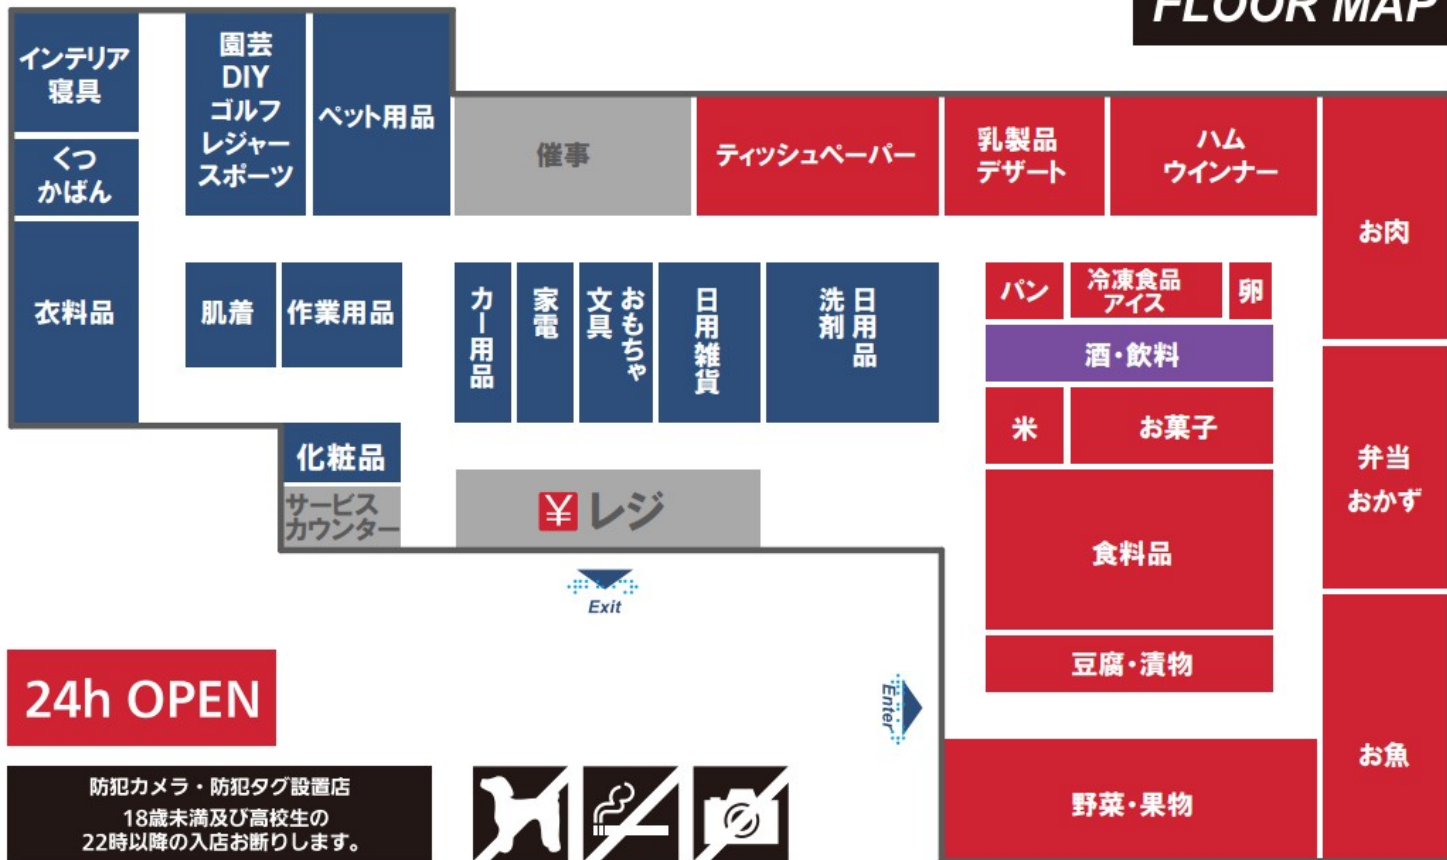 FLOOR MAP
インテリア
寝具
園芸
DIY
ゴルフ
レジャー
スポーツ
ペット用品
くつ
かばん
催事
ティッシュペーパー
乳製品
デザート
ハム
ウインナー
お肉
衣料品
肌着
作業用品
カー用品
家電
おもちゃ
文具
日用雑貨
日用品
洗剤
パン
冷凍食品
アイス
卵
酒・飲料
米
お菓子
弁当
おかず
化粧品
サービス
カウンター
¥レジ
食料品
Exit
豆腐・漬物
Enter
お魚
野菜・果物
24h OPEN
防犯カメラ・防犯タグ設置店
18歳未満及び高校生の
22時以降の入店お断りします。